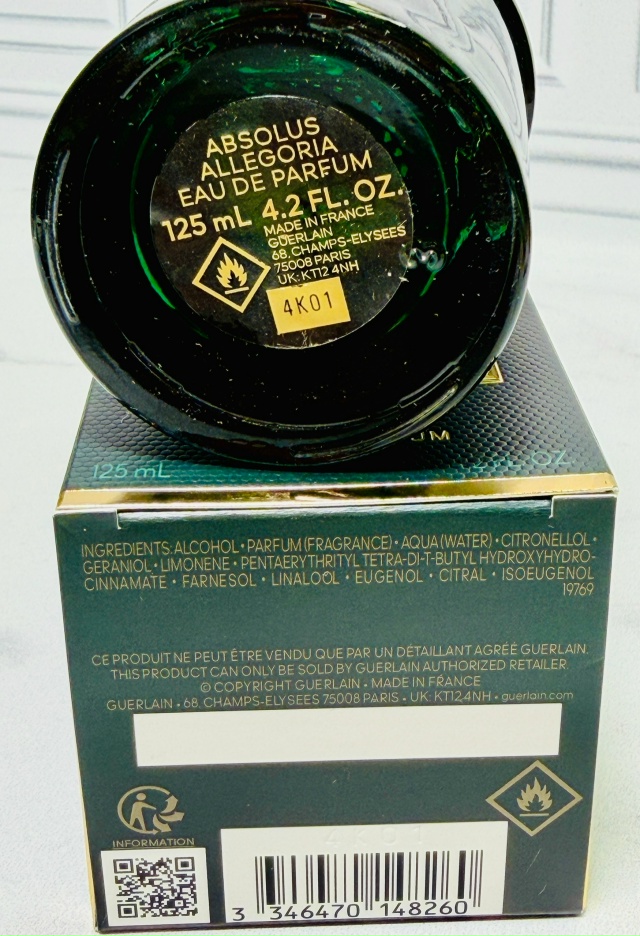 ABSOLUS
ALLEGORIA
EAU DE PARFUM
125 mL 4.2 FL. OZ.
MADE IN FRANCE
GUERLAIN
68, CHAMPS-ELYSEES
75008 PARIS
UK: KT12 4NH
4K01
125 mL
INGREDIENTS: ALCOHOL • PARFUM (FRAGRANCE) • AQUA (WATER) • CITRONELLOL •
GERANIOL • LIMONENE • PENTAERYTHRITYL TETRA-DI-T-BUTYL HYDROXYHYDRO-
CINNAMATE • FARNESOL • LINALOOL • EUGENOL • CITRAL • ISOEUGENOL
19769
CE PRODUIT NE PEUT ÊTRE VENDU QUE PAR UN DÉTAILLANT AGRÉÉ GUERLAIN.
THIS PRODUCT CAN ONLY BE SOLD BY GUERLAIN AUTHORIZED RETAILER.
© COPYRIGHT GUERLAIN • MADE IN FRANCE
GUERLAIN • 68, CHAMPS-ELYSEES 75008 PARIS • UK: KT124NH • guerlain.com
INFORMATION
4K01
3 346470 148260